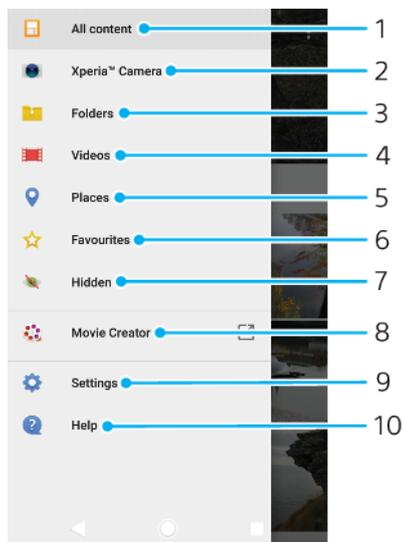 All content 1
Xperia™ Camera 2
Folders 3
Videos 4
Places 5
Favourites 6
Hidden 7
Movie Creator 8
Settings 9
Help 10